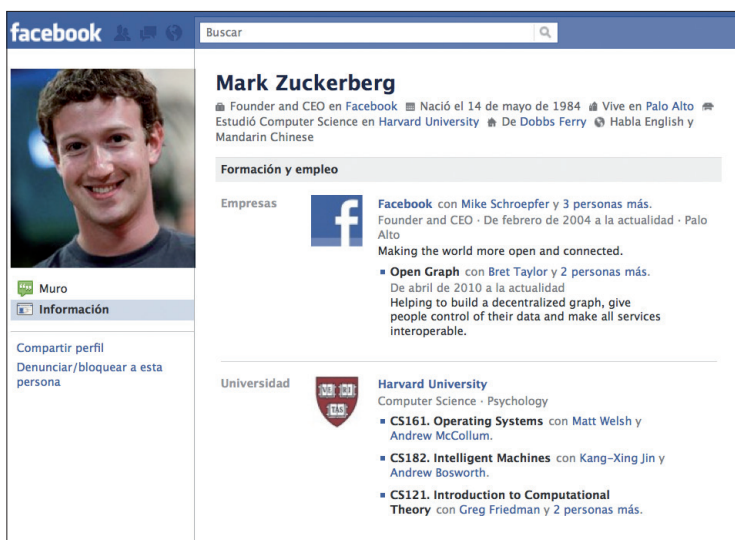 facebook
Buscar
Mark Zuckerberg
Founder and CEO en Facebook Nació el 14 de mayo de 1984 Vive en Palo Alto
Estudió Computer Science en Harvard University De Dobbs Ferry Habla English y
Mandarin Chinese
Formación y empleo
Empresas
f
Facebook con Mike Schroepfer y 3 personas más.
Founder and CEO · De febrero de 2004 a la actualidad · Palo
Alto
Making the world more open and connected.
Open Graph con Bret Taylor y 2 personas más.
De abril de 2010 a la actualidad
Helping to build a decentralized graph, give
people control of their data and make all services
interoperable.
Muro
Información
Compartir perfil
Denunciar/bloquear a esta
persona
Universidad
VE RI
TAS
Harvard University
Computer Science · Psychology
CS161. Operating Systems con Matt Welsh y
Andrew McCollum.
CS182. Intelligent Machines con Kang-Xing Jin y
Andrew Bosworth.
CS121. Introduction to Computational
Theory con Greg Friedman y 2 personas más.